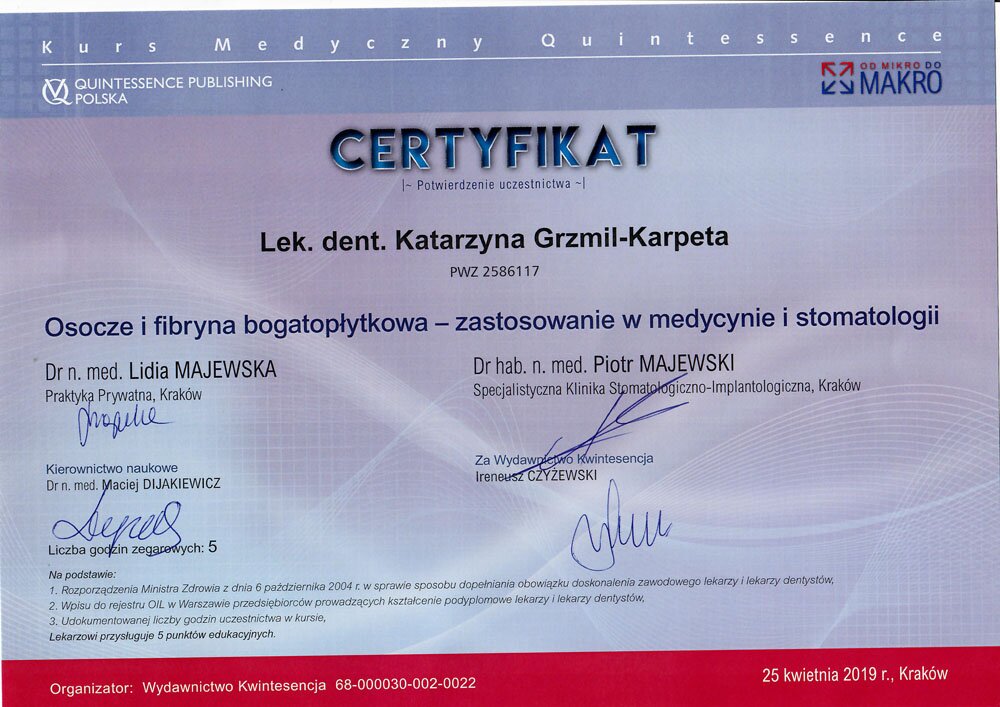 Kurs Medyczny Quintessence
QUINTESSENCE PUBLISHING
POLSKA
OD MIKRO DO
MAKRO
CERTYFIKAT
|~ Potwierdzenie uczestnictwa ~|
Lek. dent. Katarzyna Grzmil-Karpeta
PWZ 2586117
Osocze i fibryna bogatopłytkowa – zastosowanie w medycynie i stomatologii
Dr n. med. Lidia MAJEWSKA
Praktyka Prywatna, Kraków
Dr hab. n. med. Piotr MAJEWSKI
Specjalistyczna Klinika Stomatologiczno-Implantologiczna, Kraków
Kierownictwo naukowe
Dr n. med. Maciej DIJAKIEWICZ
Za Wydawnictwo Kwintesencja
Ireneusz CZYŻEWSKI
Liczba godzin zegarowych: 5
Na podstawie:
1. Rozporządzenia Ministra Zdrowia z dnia 6 października 2004 r. w sprawie sposobu dopełniania obowiązku doskonalenia zawodowego lekarzy i lekarzy dentystów,
2. Wpisu do rejestru OIL w Warszawie przedsiębiorców prowadzących kształcenie podyplomowe lekarzy i lekarzy dentystów,
3. Udokumentowanej liczby godzin uczestnictwa w kursie,
Lekarzowi przysługuje 5 punktów edukacyjnych.
Organizator: Wydawnictwo Kwintesencja 68-000030-002-0022
25 kwietnia 2019 r., Kraków